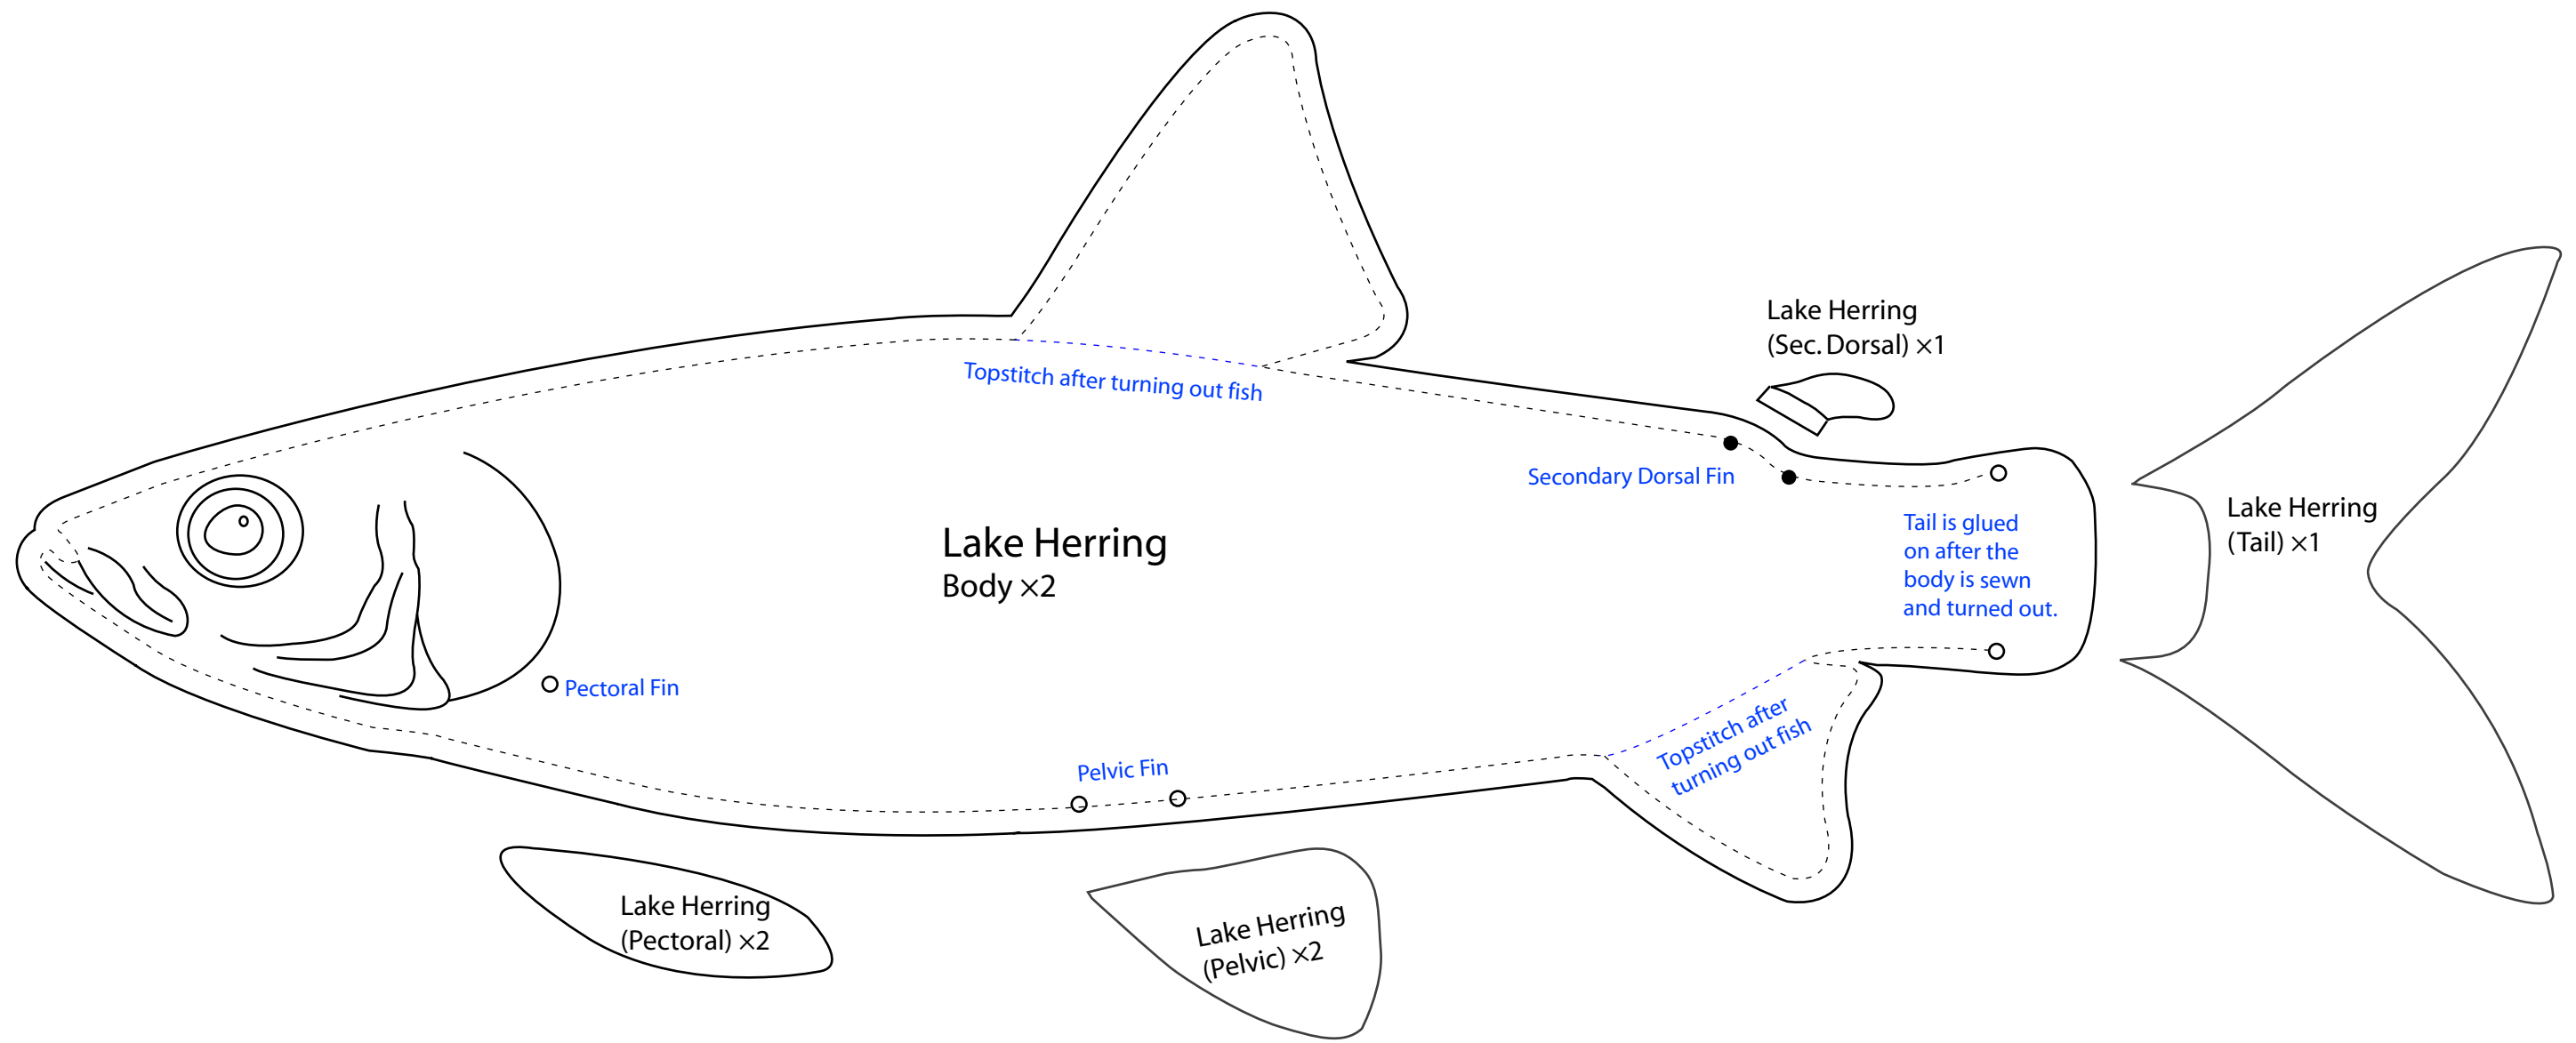 Lake Herring
(Sec. Dorsal) ×1
Topstitch after turning out fish
Secondary Dorsal Fin
Lake Herring
(Tail) ×1
Tail is glued
on after the
body is sewn
and turned out.
Lake Herring
Body ×2
Pectoral Fin
Topstitch after
turning out fish
Pelvic Fin
Lake Herring
(Pectoral) ×2
Lake Herring
(Pelvic) ×2